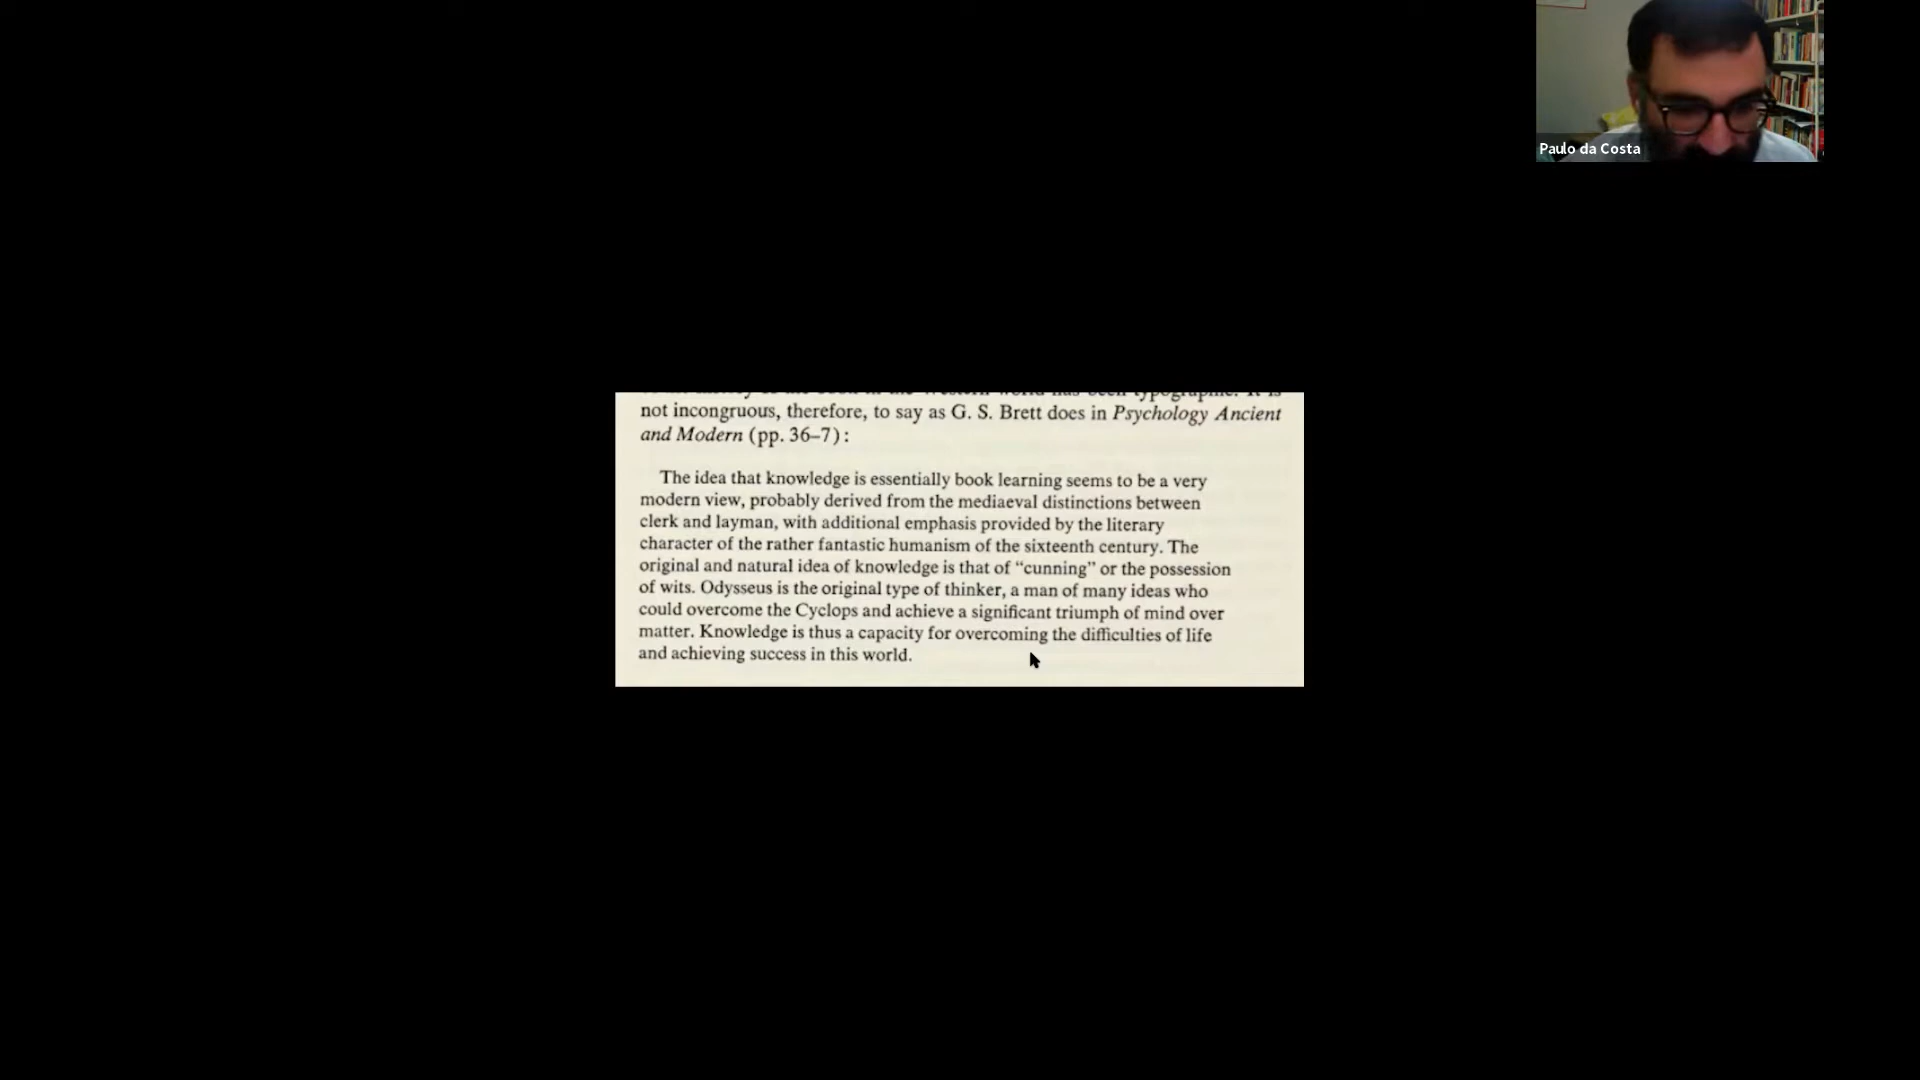 Paulo da Costa
not incongruous, therefore, to say as G. S. Brett does in Psychology Ancient
and Modern (pp. 36–7):
The idea that knowledge is essentially book learning seems to be a very
modern view, probably derived from the mediaeval distinctions between
clerk and layman, with additional emphasis provided by the literary
character of the rather fantastic humanism of the sixteenth century. The
original and natural idea of knowledge is that of “cunning” or the possession
of wits. Odysseus is the original type of thinker, a man of many ideas who
could overcome the Cyclops and achieve a significant triumph of mind over
matter. Knowledge is thus a capacity for overcoming the difficulties of life
and achieving success in this world.